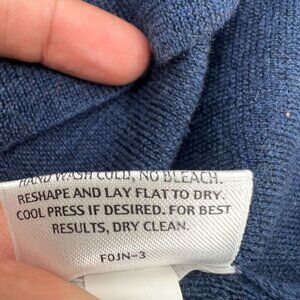 HAND WASH COLD, NO BLEACH.
RESHAPE AND LAY FLAT TO DRY.
COOL PRESS IF DESIRED. FOR BEST
RESULTS, DRY CLEAN.
F0JN-3